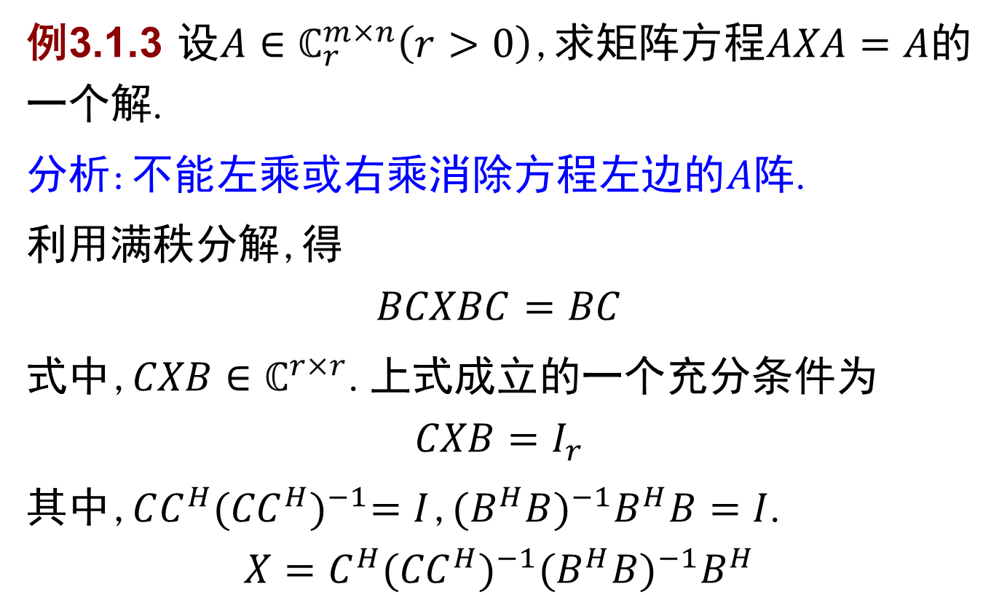 例3.1.3 设$A \in \mathbb{C}_r^{m \times n}(r > 0)$,求矩阵方程$AXA = A$的
一个解.
分析:不能左乘或右乘消除方程左边的$A$阵.
利用满秩分解,得
$BCXBC = BC$
式中,$CXB \in \mathbb{C}^{r \times r}$.上式成立的一个充分条件为
$CXB = I_r$
其中,$CC^H(CC^H)^{-1} = I$,$(B^H B)^{-1}B^H B = I$.
$X = C^H(CC^H)^{-1}(B^H B)^{-1}B^H$